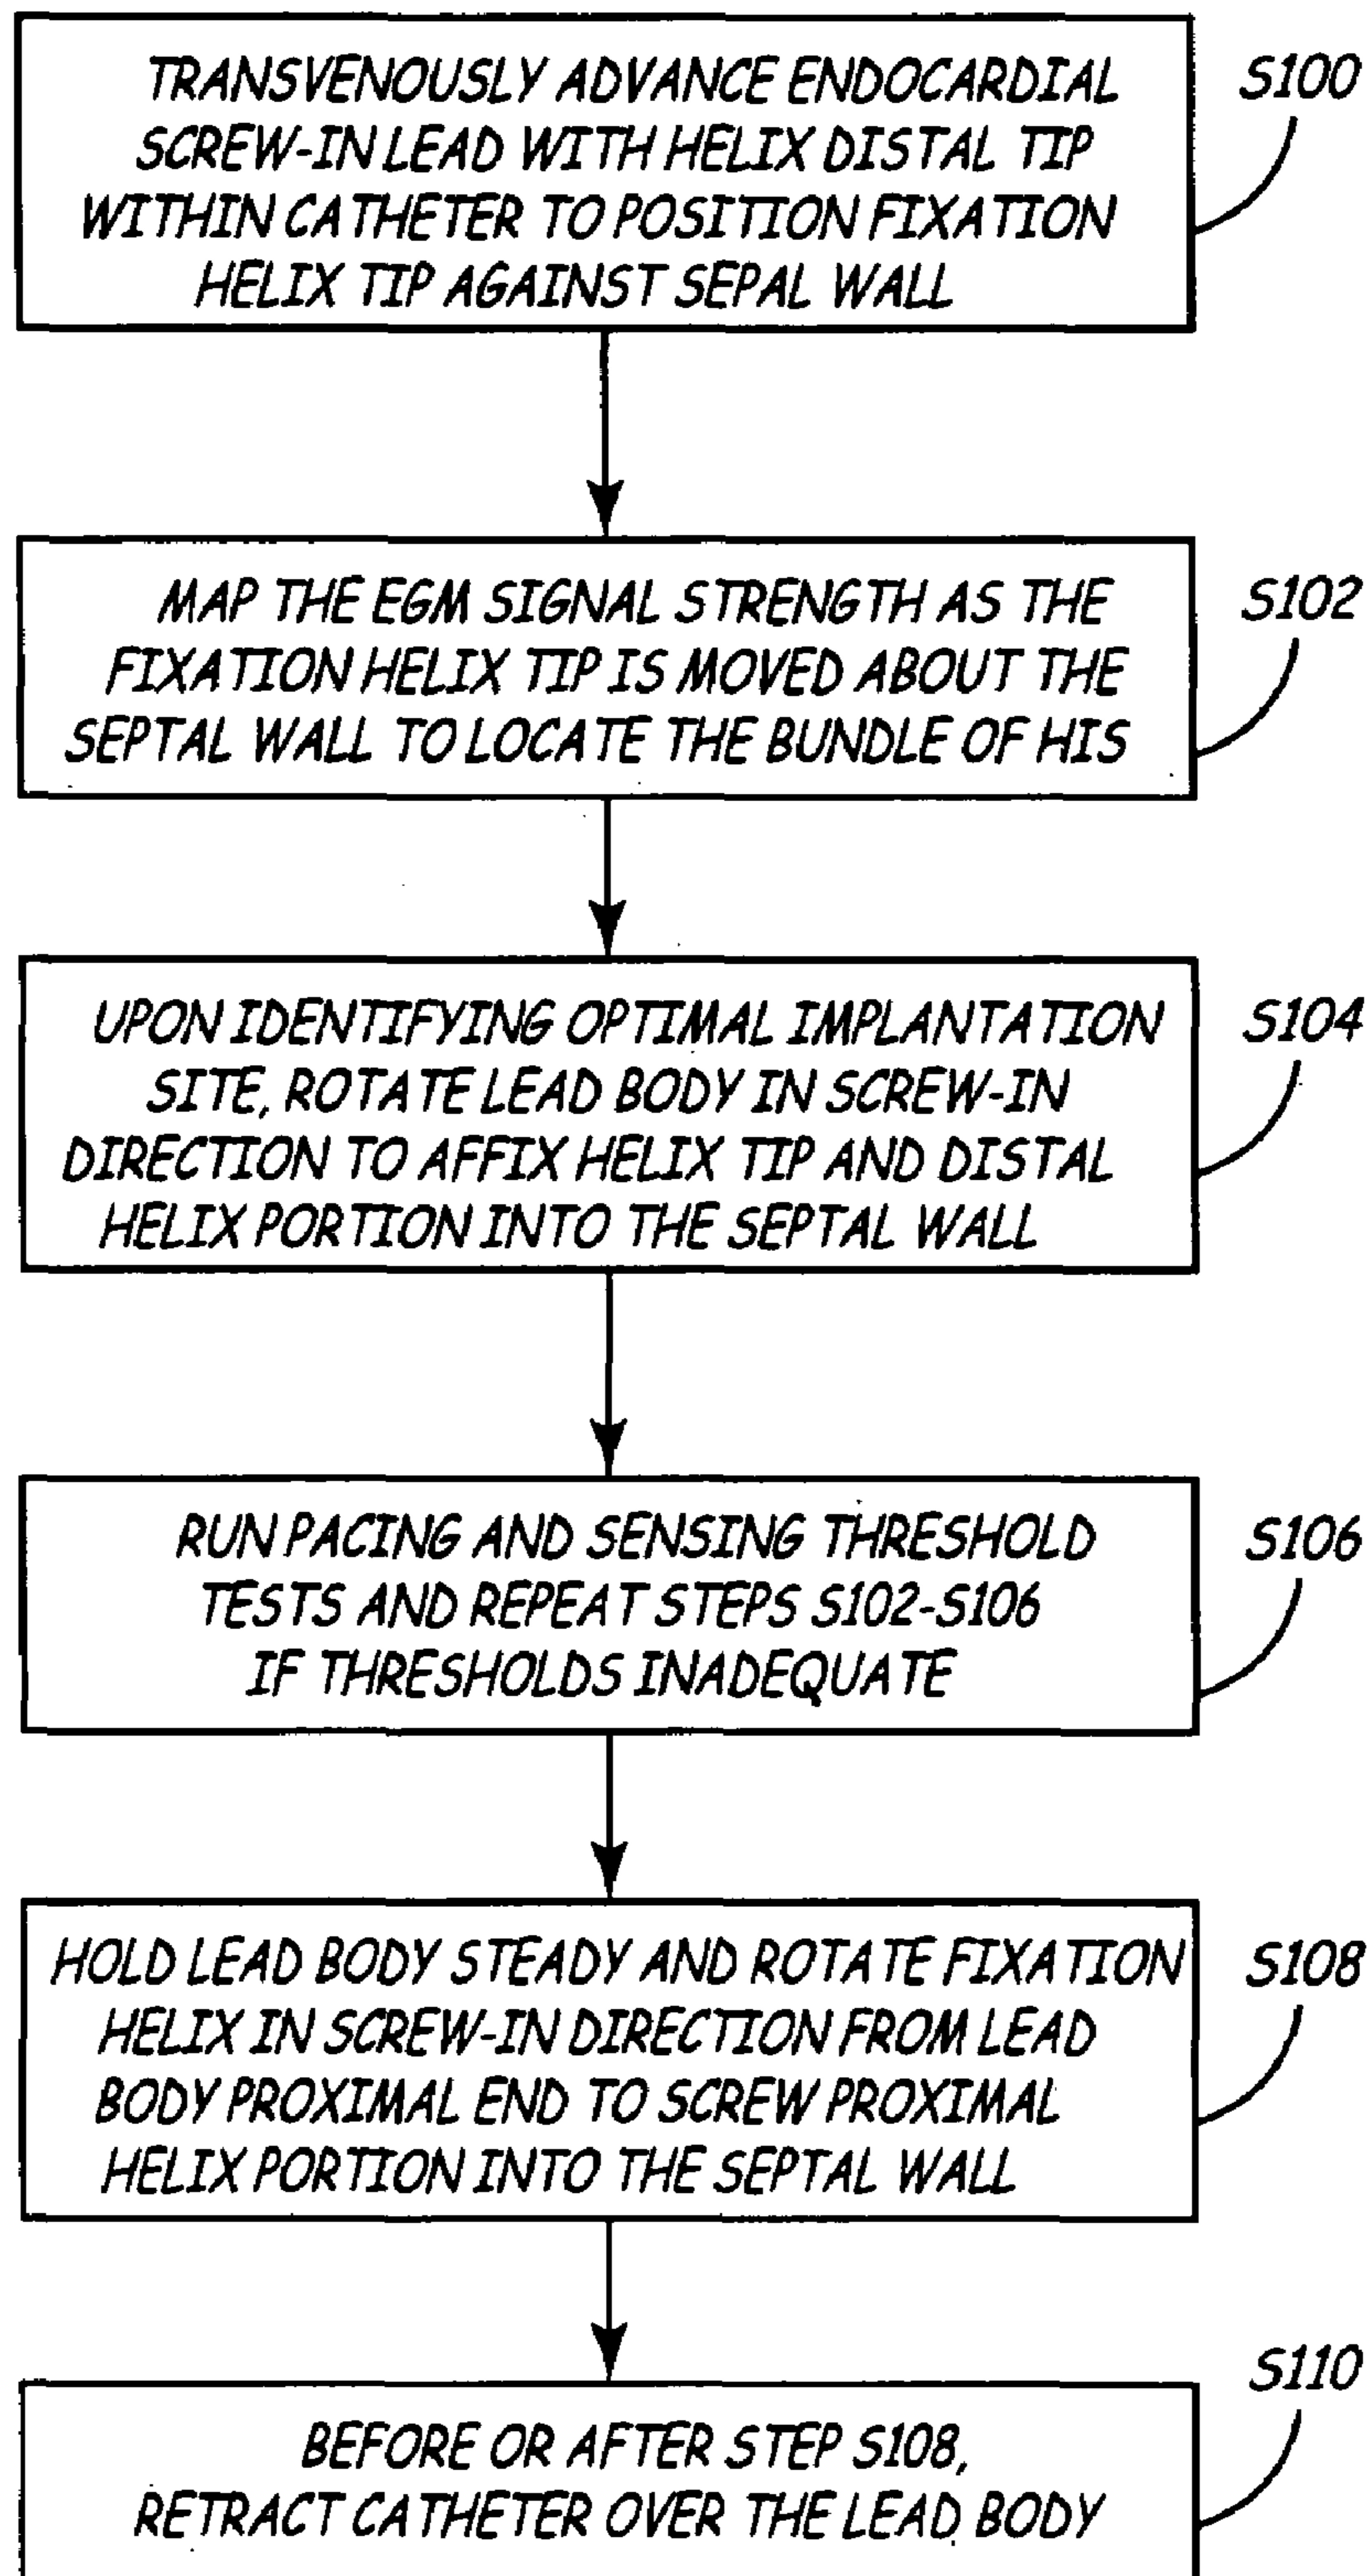 TRANSVENOUSLY ADVANCE ENDOCARDIAL
SCREW-IN LEAD WITH HELIX DISTAL TIP
WITHIN CATHETER TO POSITION FIXATION
HELIX TIP AGAINST SEPAL WALL
S100
MAP THE EGM SIGNAL STRENGTH AS THE
FIXATION HELIX TIP IS MOVED ABOUT THE
SEPTAL WALL TO LOCATE THE BUNDLE OF HIS
S102
UPON IDENTIFYING OPTIMAL IMPLANTATION
SITE, ROTATE LEAD BODY IN SCREW-IN
DIRECTION TO AFFIX HELIX TIP AND DISTAL
HELIX PORTION INTO THE SEPTAL WALL
S104
RUN PACING AND SENSING THRESHOLD
TESTS AND REPEAT STEPS S102-S106
IF THRESHOLDS INADEQUATE
S106
HOLD LEAD BODY STEADY AND ROTATE FIXATION
HELIX IN SCREW-IN DIRECTION FROM LEAD
BODY PROXIMAL END TO SCREW PROXIMAL
HELIX PORTION INTO THE SEPTAL WALL
S108
BEFORE OR AFTER STEP S108,
RETRACT CATHETER OVER THE LEAD BODY
S110